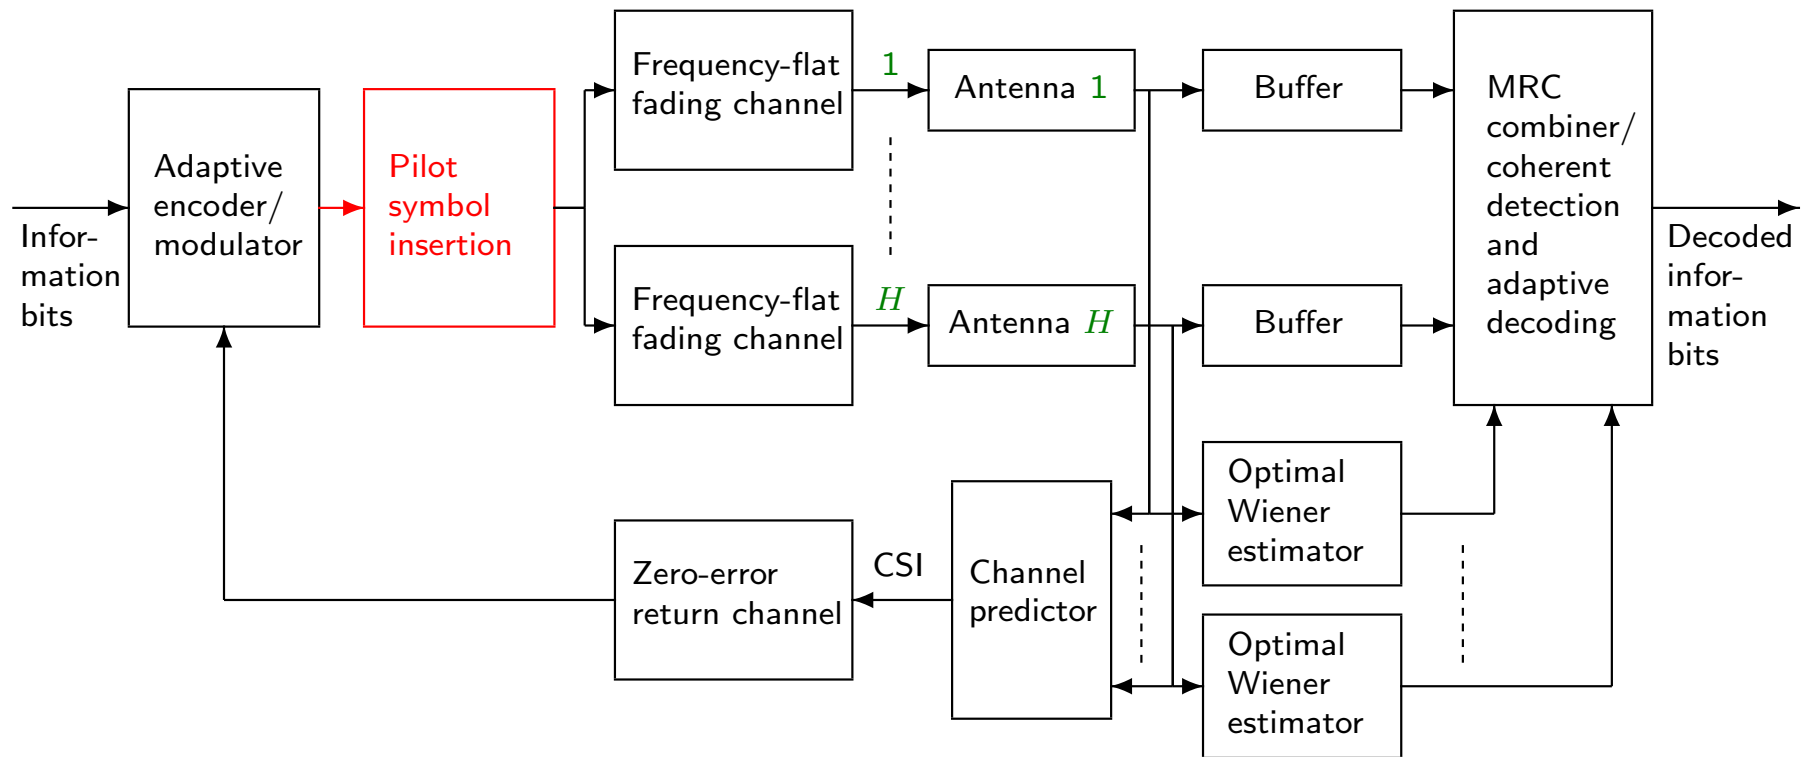 Infor-
mation
bits
Adaptive
encoder/
modulator
Pilot
symbol
insertion
Frequency-flat
fading channel
1
Antenna 1
Buffer
Frequency-flat
fading channel
H
Antenna H
Buffer
MRC
combiner/
coherent
detection
and
adaptive
decoding
Decoded
infor-
mation
bits
Zero-error
return channel
CSI
Channel
predictor
Optimal
Wiener
estimator
Optimal
Wiener
estimator